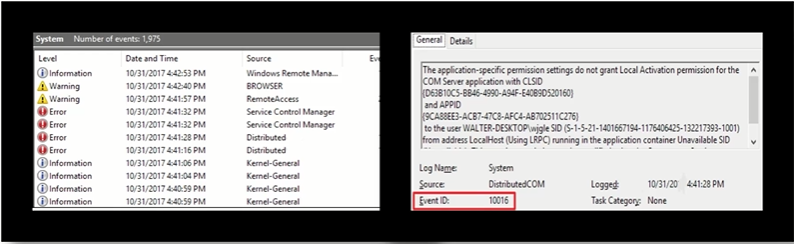 System Number of events: 1,975
Level Date and Time Source
Information 10/31/2017 4:42:53 PM Windows Remote Mana...
Warning 10/31/2017 4:42:40 PM BROWSER
Warning 10/31/2017 4:41:57 PM RemoteAccess
Error 10/31/2017 4:41:32 PM Service Control Manager
Error 10/31/2017 4:41:32 PM Service Control Manager
Error 10/31/2017 4:41:28 PM Distributed
Error 10/31/2017 4:41:16 PM Distributed
Information 10/31/2017 4:41:06 PM Kernel-General
Information 10/31/2017 4:41:04 PM Kernel-General
Information 10/31/2017 4:40:59 PM Kernel-General
Information 10/31/2017 4:40:59 PM Kernel-General
General Details
The application-specific permission settings do not grant Local Activation permission for the
COM Server application with CLSID
{D63B10C5-BB46-4990-A94F-E40B9D520160}
and APPID
{9CA88EE3-ACB7-47C8-AFC4-AB702511C276}
to the user WALTER-DESKTOP\wjgle SID (S-1-5-21-1401667194-1176406425-132217393-1001)
from address LocalHost (Using LRPC) running in the application container Unavailable SID
Log Name: System
Source: DistributedCOM Logged: 10/31/20 4:41:28 PM
Event ID: 10016 Task Category: None